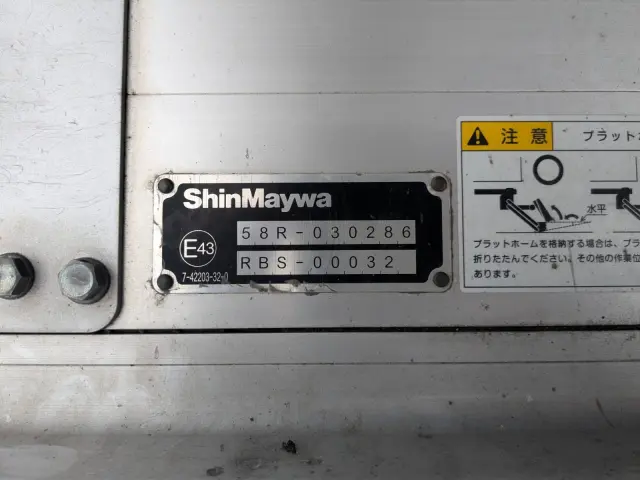 ShinMaywa
58R-030286
E43
RBS-00032
7-42203-32-0
注意
プラット
水平
プラットホームを格納する場合は、プラ
折りたたんでください。その他の作業位
あります。